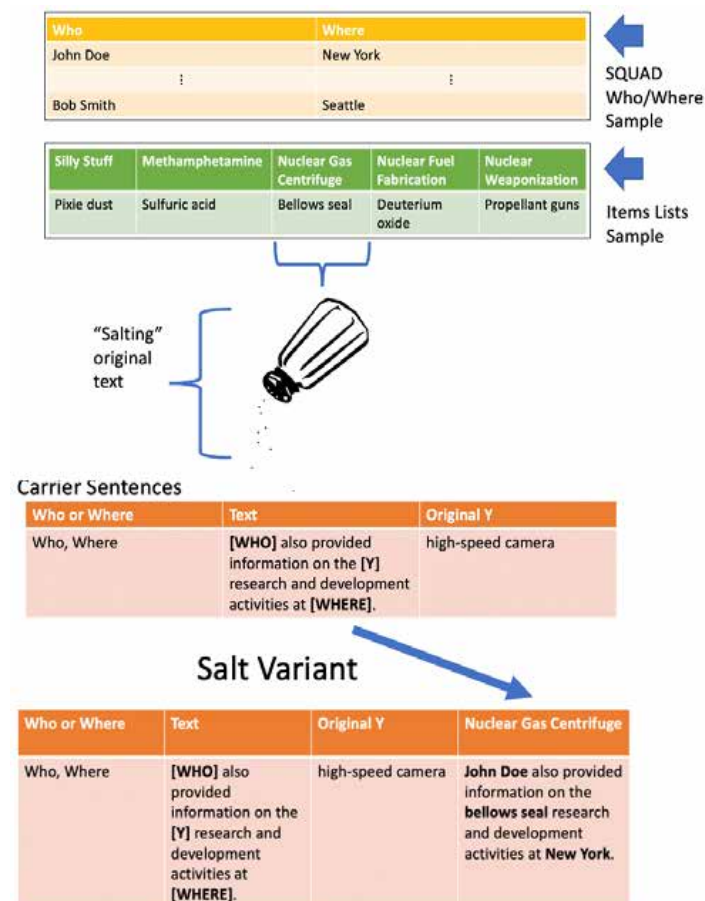 Who Where
John Doe New York
⋮ ⋮
Bob Smith Seattle
SQUAD
Who/Where
Sample
Silly Stuff Methamphetamine Nuclear Gas Nuclear Fuel Nuclear
Centrifuge Fabrication Weaponization
Pixie dust Sulfuric acid Bellows seal Deuterium Propellant guns
oxide
Items Lists
Sample
"Salting"
original
text
Carrier Sentences
Who or Where Text Original Y
Who, Where [WHO] also provided high-speed camera
information on the [Y]
research and development
activities at [WHERE].
Salt Variant
Who or Where Text Original Y Nuclear Gas Centrifuge
Who, Where [WHO] also high-speed camera John Doe also provided
provided information on the
information on the bellows seal research
[Y] research and and development
development activities at New York.
activities at
[WHERE].